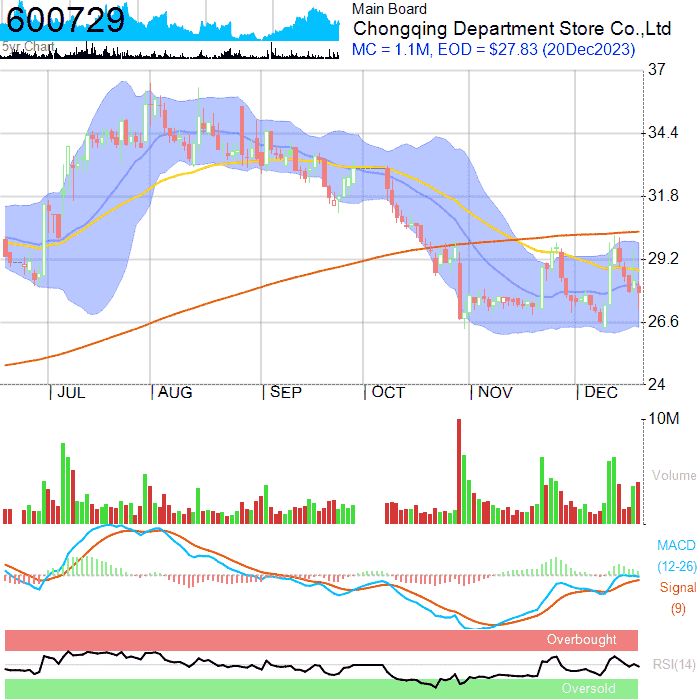 600729
5yr Chart
Main Board
Chongqing Department Store Co.,Ltd
MC = 1.1M, EOD = $27.83 (20Dec2023)
37
34.4
31.8
29.2
26.6
24
JUL AUG SEP OCT NOV DEC
10M
Volume
MACD
(12-26)
Signal
(9)
Overbought
RSI(14)
Oversold